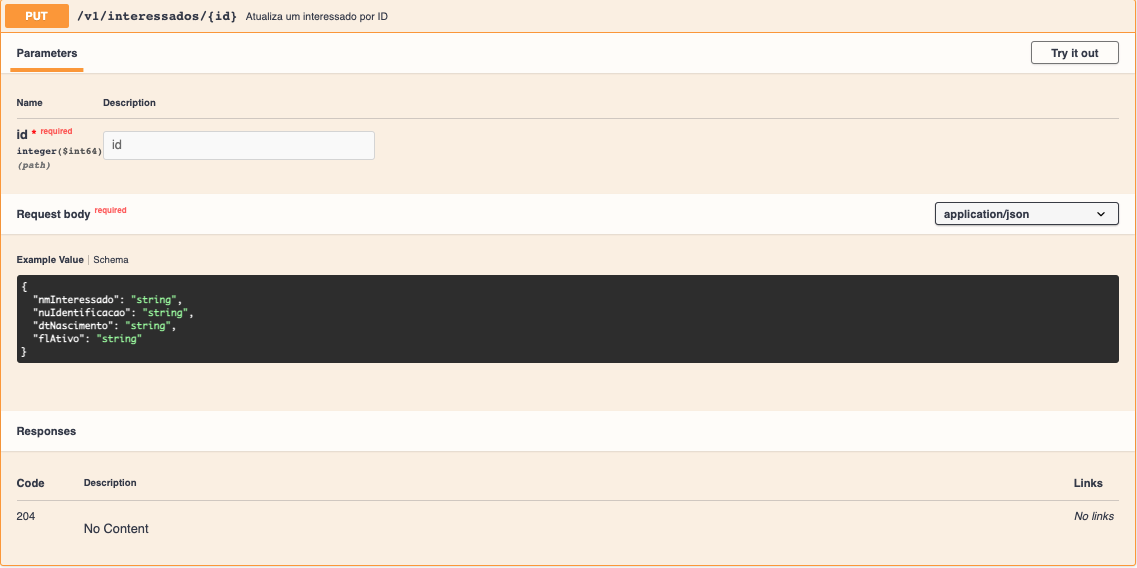 PUT /v1/interessados/{id} Atualiza um interessado por ID
Parameters
Try it out
Name Description
id * required
integer($int64)
(path)
id
Request body required
application/json
Example Value | Schema
{
  "nmInteressado": "string",
  "nuIdentificacao": "string",
  "dtNascimento": "string",
  "flAtivo": "string"
}
Responses
Code Description Links
204 No Content No links